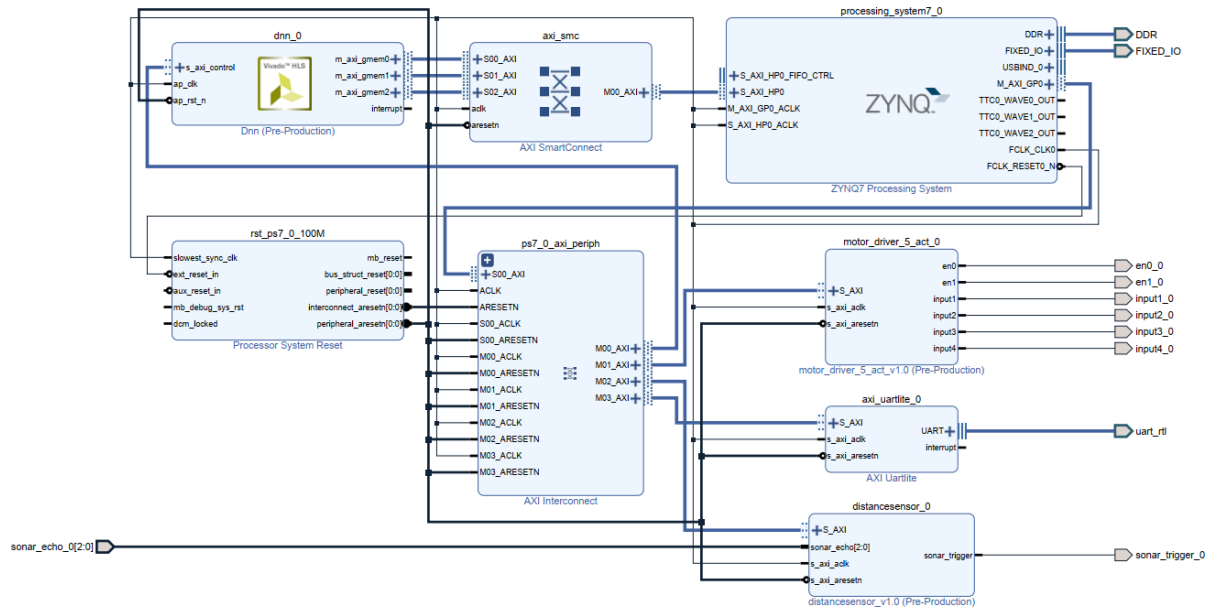 processing_system7_0
dnn_0
axi_smc
s_axi_control
ap_clk
ap_rst_n
Vivado™ HLS
m_axi_gmem0
m_axi_gmem1
m_axi_gmem2
interrupt
Dnn (Pre-Production)
S00_AXI
S01_AXI
S02_AXI
aclk
aresetn
M00_AXI
AXI SmartConnect
S_AXI_HP0_FIFO_CTRL
S_AXI_HP0
M_AXI_GP0_ACLK
S_AXI_HP0_ACLK
ZYNQ
DDR
FIXED_IO
USBIND_0
M_AXI_GP0
TTC0_WAVE0_OUT
TTC0_WAVE1_OUT
TTC0_WAVE2_OUT
FCLK_CLK0
FCLK_RESET0_N
ZYNQ7 Processing System
DDR
FIXED_IO
rst_ps7_0_100M
slowest_sync_clk
ext_reset_in
aux_reset_in
mb_debug_sys_rst
dcm_locked
mb_reset
bus_struct_reset[0:0]
peripheral_reset[0:0]
interconnect_aresetn[0:0]
peripheral_aresetn[0:0]
Processor System Reset
ps7_0_axi_periph
S00_AXI
ACLK
ARESETN
S00_ACLK
S00_ARESETN
M00_ACLK
M00_ARESETN
M01_ACLK
M01_ARESETN
M02_ACLK
M02_ARESETN
M03_ACLK
M03_ARESETN
M00_AXI
M01_AXI
M02_AXI
M03_AXI
AXI Interconnect
motor_driver_5_act_0
S_AXI
s_axi_aclk
s_axi_aresetn
en0
en1
input1
input2
input3
input4
motor_driver_5_act_v1.0 (Pre-Production)
en0_0
en1_0
input1_0
input2_0
input3_0
input4_0
axi_uartlite_0
S_AXI
s_axi_aclk
s_axi_aresetn
UART
interrupt
AXI Uartlite
uart_rtl
distancesensor_0
S_AXI
sonar_echo[2:0]
s_axi_aclk
s_axi_aresetn
sonar_trigger
distancesensor_v1.0 (Pre-Production)
sonar_echo_0[2:0]
sonar_trigger_0